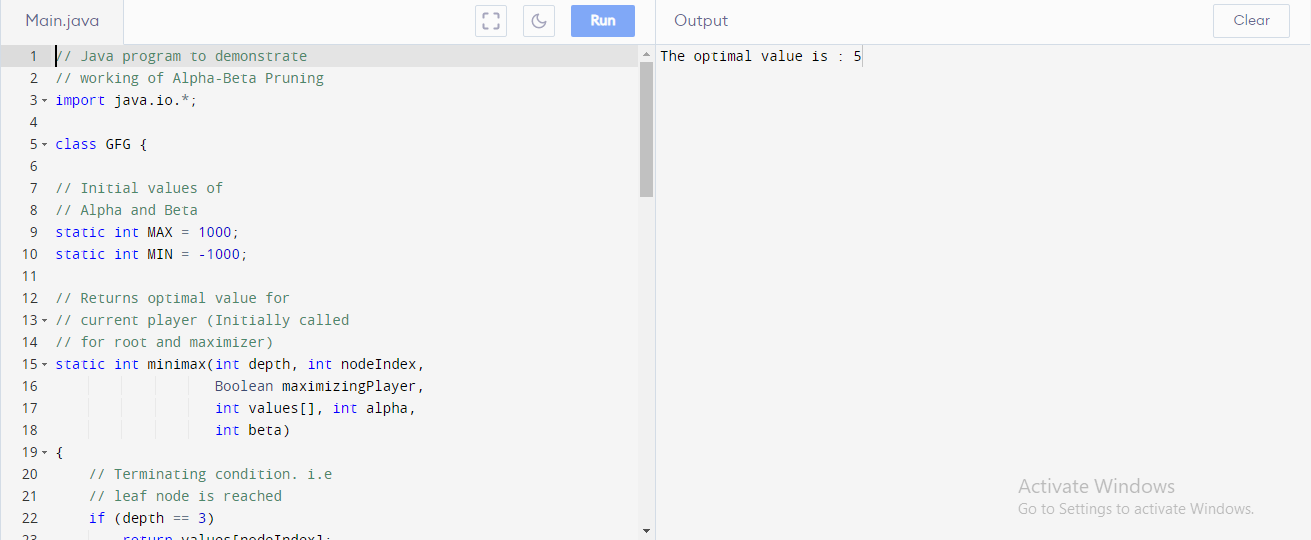 Main.java
Run
Output
Clear
1 // Java program to demonstrate
2 // working of Alpha-Beta Pruning
3 import java.io.*;
4
5 class GFG {
6
7 // Initial values of
8 // Alpha and Beta
9 static int MAX = 1000;
10 static int MIN = -1000;
11
12 // Returns optimal value for
13 // current player (Initially called
14 // for root and maximizer)
15 static int minimax(int depth, int nodeIndex,
16 Boolean maximizingPlayer,
17 int values[], int alpha,
18 int beta)
19 {
20 // Terminating condition. i.e
21 // leaf node is reached
22 if (depth == 3)
23 return values[nodeIndex];
The optimal value is : 5
Activate Windows
Go to Settings to activate Windows.